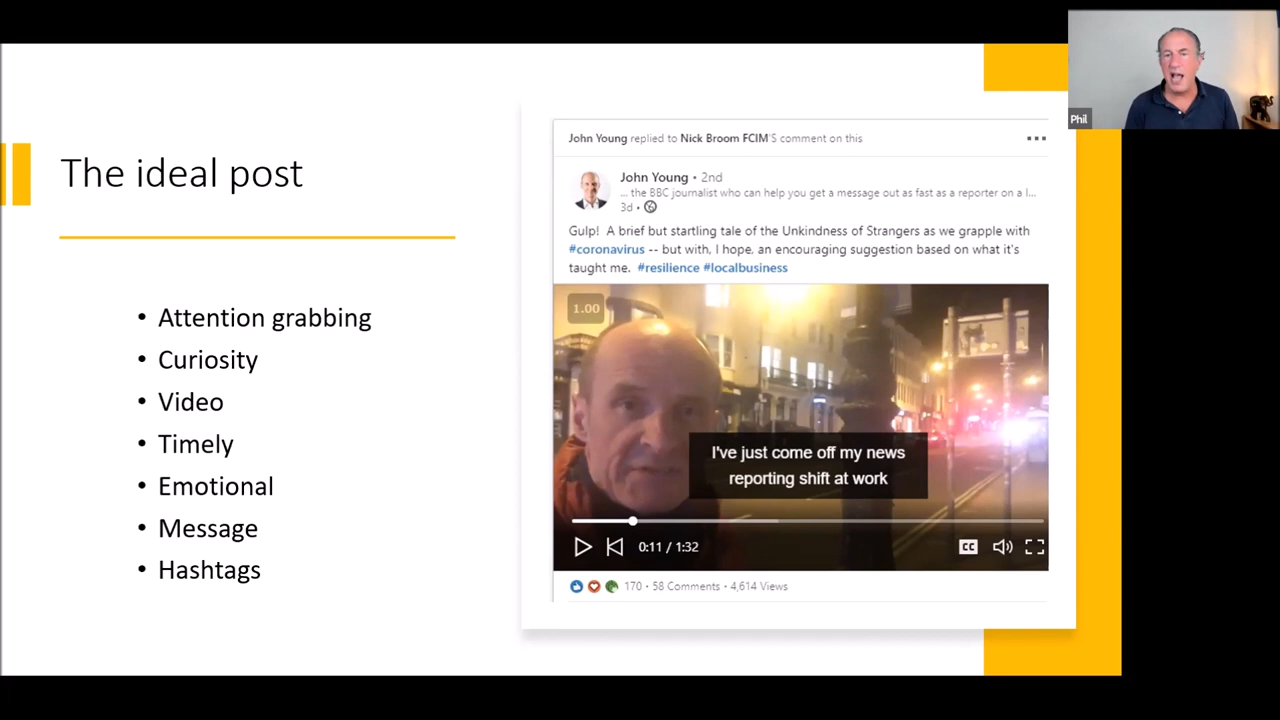 The ideal post
• Attention grabbing
• Curiosity
• Video
• Timely
• Emotional
• Message
• Hashtags
John Young replied to Nick Broom FCIM'S comment on this
John Young • 2nd
... the BBC journalist who can help you get a message out as fast as a reporter on a l...
3d •
Gulp! A brief but startling tale of the Unkindness of Strangers as we grapple with
#coronavirus -- but with, I hope, an encouraging suggestion based on what it's
taught me. #resilience #localbusiness
1.00
I've just come off my news
reporting shift at work
0:11 / 1:32
CC
170 • 58 Comments • 4,614 Views
Phil